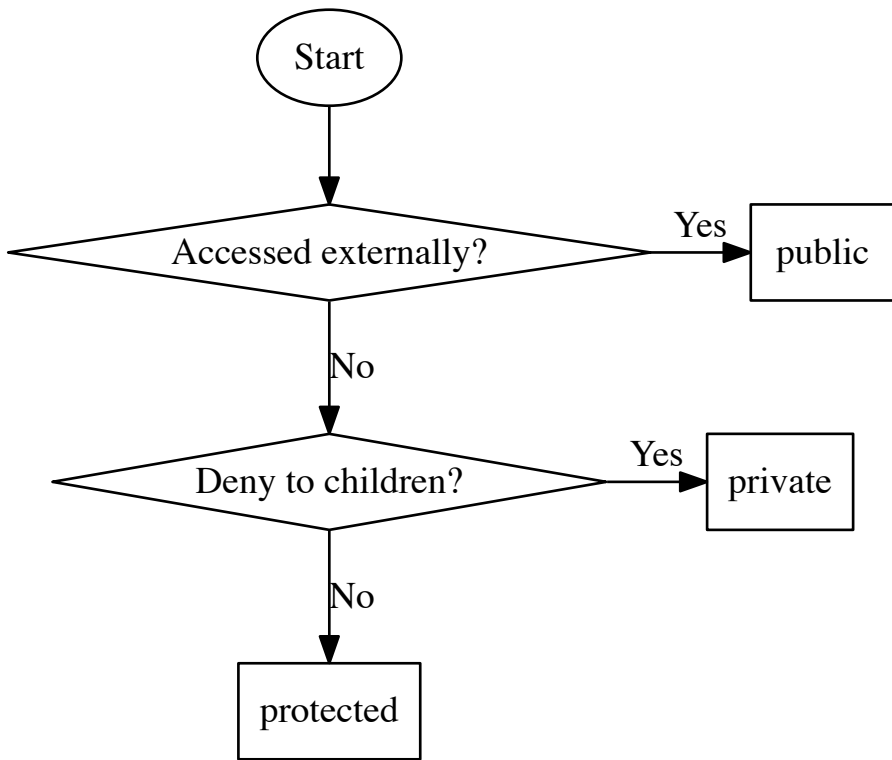 Start
Accessed externally?
Yes
public
No
Deny to children?
Yes
private
No
protected